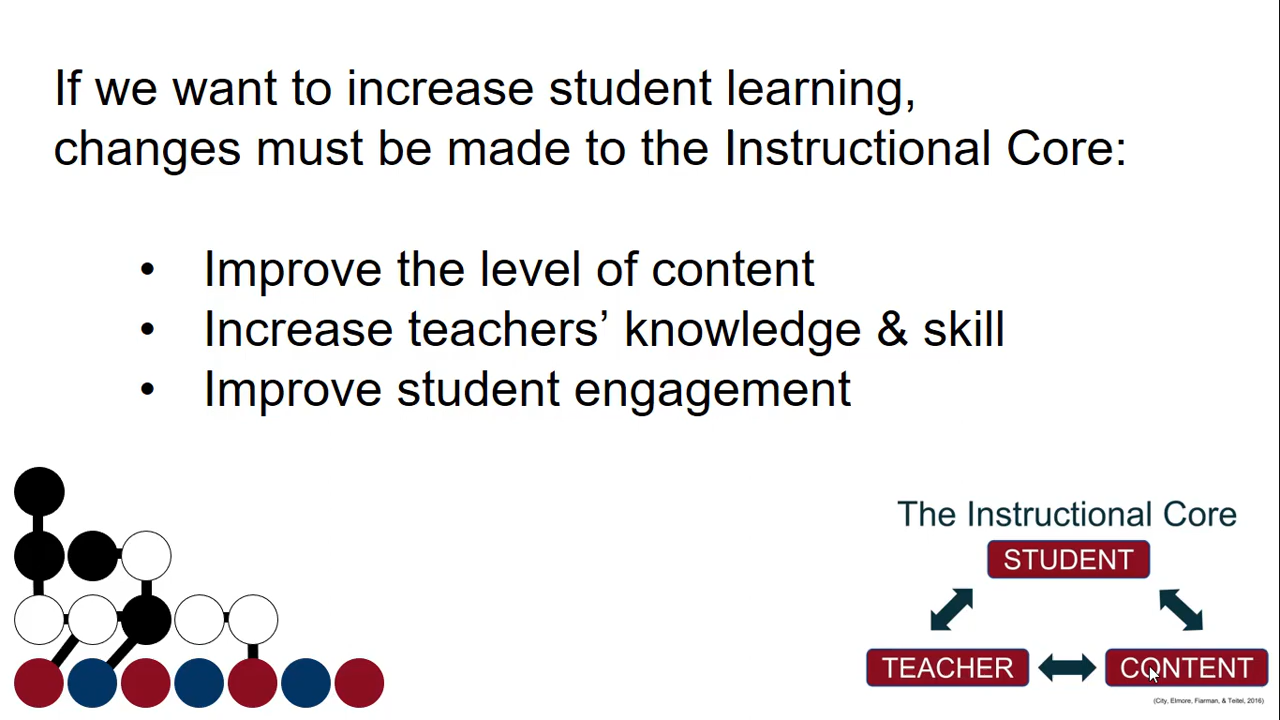 If we want to increase student learning,
changes must be made to the Instructional Core:
• Improve the level of content
• Increase teachers’ knowledge & skill
• Improve student engagement
The Instructional Core
STUDENT
TEACHER
CONTENT
(City, Elmore, Fiarman, & Teitel, 2016)